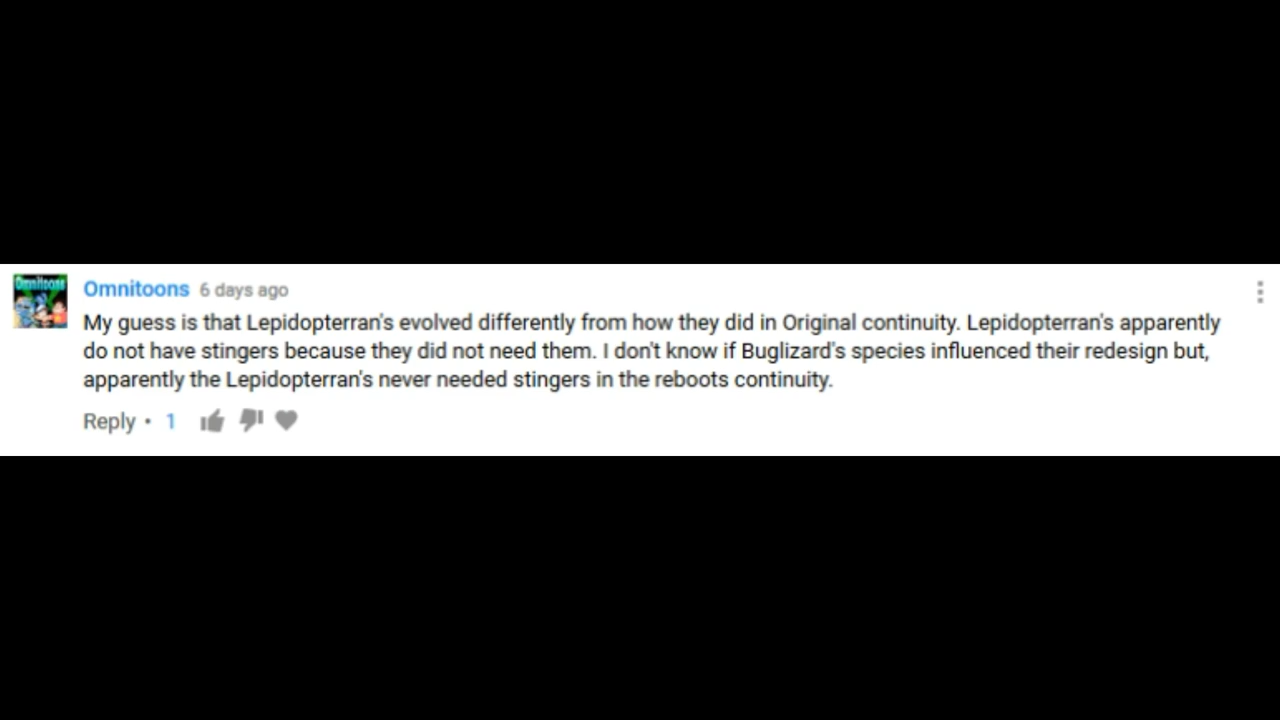 Omnitoons
Omnitoons 6 days ago
My guess is that Lepidopterran's evolved differently from how they did in Original continuity. Lepidopterran's apparently
do not have stingers because they did not need them. I don't know if Buglizard's species influenced their redesign but,
apparently the Lepidopterran's never needed stingers in the reboots continuity.
Reply • 1